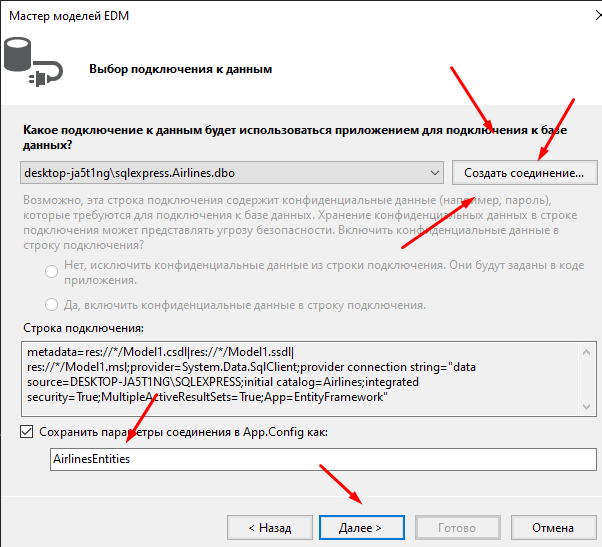 Мастер моделей EDM
Выбор подключения к данным
Какое подключение к данным будет использоваться приложением для подключения к базе
данных?
desktop-ja5t1ng\sqlexpress.Airlines.dbo
Создать соединение...
Возможно, эта строка подключения содержит конфиденциальные данные (например, пароль),
которые требуются для подключения к базе данных. Хранение конфиденциальных данных в строке
подключения может представлять угрозу безопасности. Включить конфиденциальные данные в
строку подключения?
Нет, исключить конфиденциальные данные из строки подключения. Они будут заданы в коде
приложения.
Да, включить конфиденциальные данные в строку подключения.
Строка подключения:
metadata=res://*/Model1.csdl|res://*/Model1.ssdl|
res://*/Model1.msl;provider=System.Data.SqlClient;provider connection string="data
source=DESKTOP-JA5T1NG\SQLEXPRESS;initial catalog=Airlines;integrated
security=True;MultipleActiveResultSets=True;App=EntityFramework"
Сохранить параметры соединения в App.Config как:
AirlinesEntities
< Назад
Далее >
Готово
Отмена